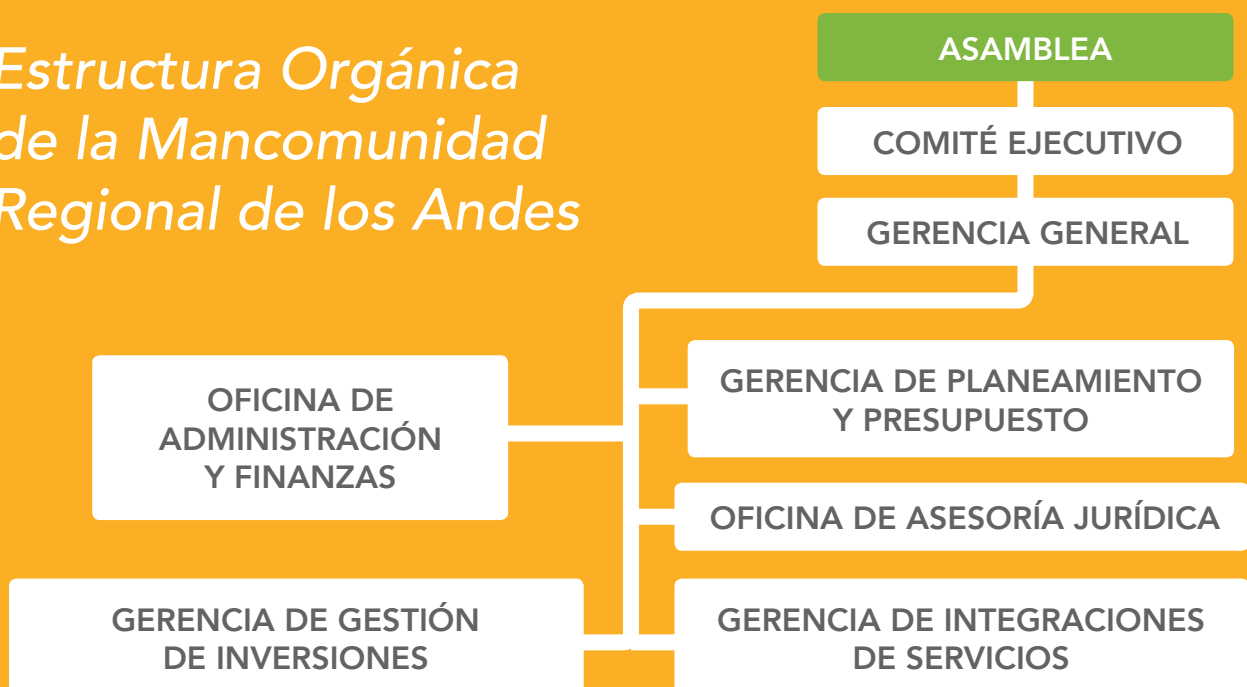 Estructura Orgánica
de la Mancomunidad
Regional de los Andes
ASAMBLEA
COMITÉ EJECUTIVO
GERENCIA GENERAL
OFICINA DE
ADMINISTRACIÓN
Y FINANZAS
GERENCIA DE PLANEAMIENTO
Y PRESUPUESTO
OFICINA DE ASESORÍA JURÍDICA
GERENCIA DE GESTIÓN
DE INVERSIONES
GERENCIA DE INTEGRACIONES
DE SERVICIOS